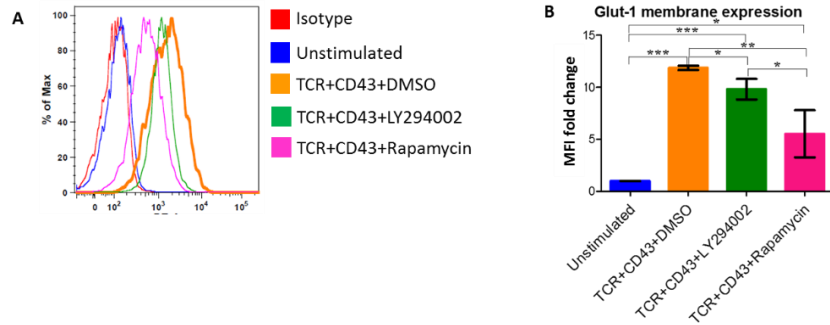 A
% of Max
100
80
60
40
20
0
0 10² 10³ 10⁴ 10⁵
Isotype
Unstimulated
TCR+CD43+DMSO
TCR+CD43+LY294002
TCR+CD43+Rapamycin
B
Glut-1 membrane expression
*
***
**
*** * *
MFI fold change
15
10
5
0
Unstimulated
TCR+CD43+DMSO
TCR+CD43+LY294002
TCR+CD43+Rapamycin